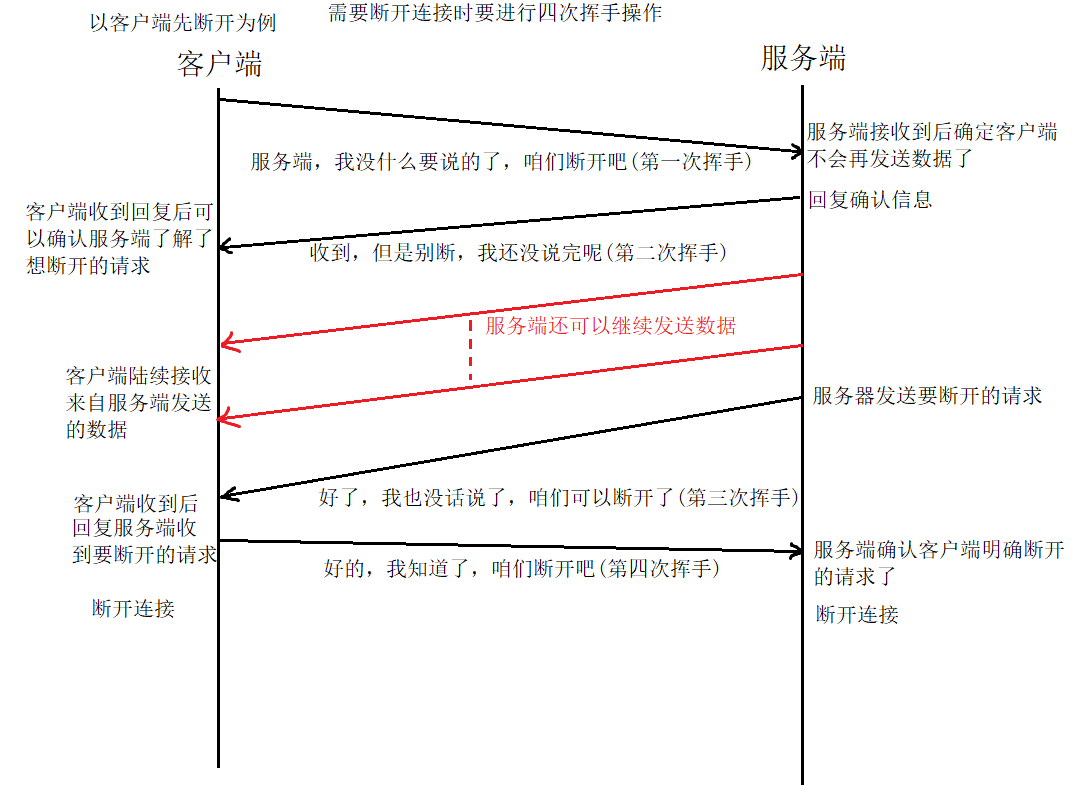 需要断开连接时要进行四次挥手操作
以客户端先断开为例
客户端
服务端
服务端接收到后确定客户端
不会再发送数据了
服务端，我没什么要说的了，咱们断开吧(第一次挥手)
回复确认信息
客户端收到回复后可
以确认服务端了解了
想断开的请求
收到，但是别断，我还没说完呢(第二次挥手)
服务端还可以继续发送数据
客户端陆续接收
来自服务端发送
的数据
服务器发送要断开的请求
好了，我也没话说了，咱们可以断开了(第三次挥手)
客户端收到后
回复服务端收
到要断开的请求
服务端确认客户端明确断开
的请求了
好的，我知道了，咱们断开吧(第四次挥手)
断开连接
断开连接